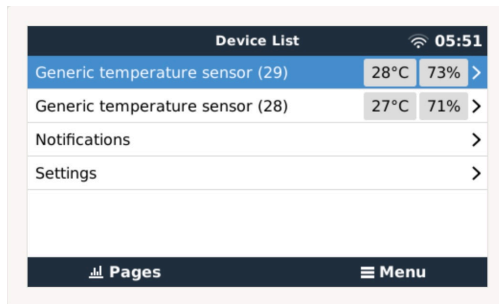 Device List 05:51
Generic temperature sensor (29) 28°C 73%
Generic temperature sensor (28) 27°C 71%
Notifications
Settings
Pages Menu